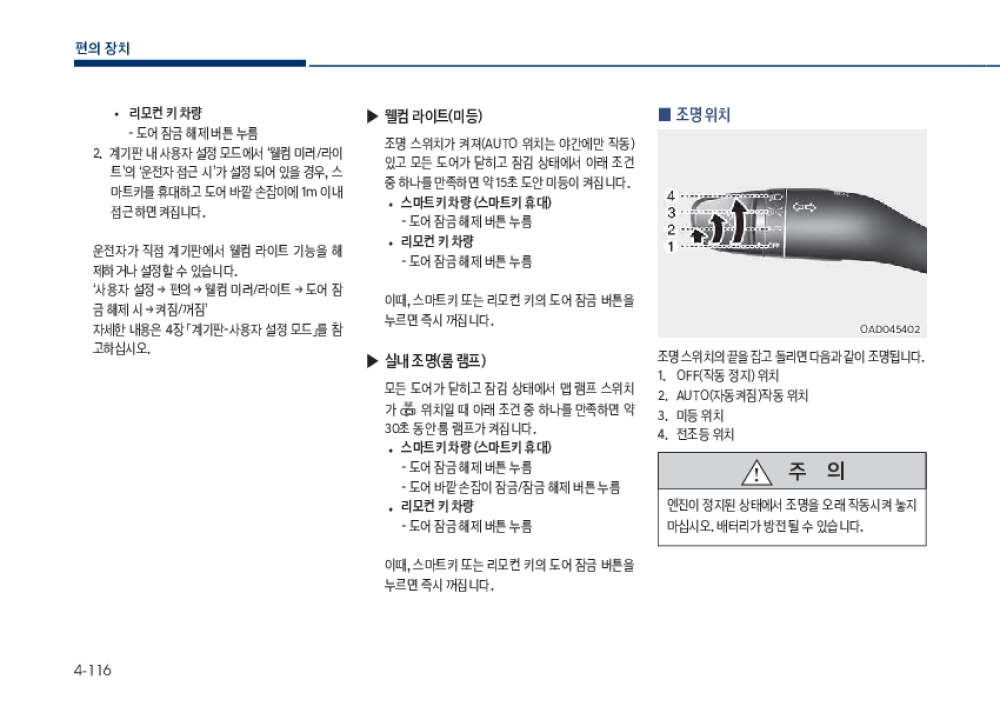 편의 장치
• 리모컨 키 차량
- 도어 잠금 해제 버튼 누름
2. 계기판 내 사용자 설정 모드에서 '웰컴 미러/라이
트'의 '운전자 접근 시'가 설정 되어 있을 경우, 스
마트키를 휴대하고 도어 바깥 손잡이에 1m 이내
접근 하면 켜집니다.
운전자가 직접 계기판에서 웰컴 라이트 기능을 해
제하거나 설정할 수 있습니다.
'사용자 설정 → 편의 → 웰컴 미러/라이트 → 도어 잠
금 해제 시 → 켜짐/꺼짐'
자세한 내용은 4장 「계기판-사용자 설정 모드」를 참
고하십시오.
▶ 웰컴 라이트(미등)
조명 스위치가 켜져(AUTO 위치는 야간에만 작동)
있고 모든 도어가 닫히고 잠김 상태에서 아래 조건
중 하나를 만족하면 약 15초 도안 미등이 켜집니다.
• 스마트키 차량 (스마트키 휴대)
- 도어 잠금 해제 버튼 누름
• 리모컨 키 차량
- 도어 잠금 해제 버튼 누름
이때, 스마트 키 또는 리모컨 키의 도어 잠금 버튼을
누르면 즉시 꺼집니다.
▶ 실내 조명(룸 램프)
모든 도어가 닫히고 잠김 상태에서 맵 램프 스위치
가 위치일 때 아래 조건 중 하나를 만족하면 약
30초 동안 룸 램프가 켜집니다.
• 스마트키 차량 (스마트키 휴대)
- 도어 잠금 해제 버튼 누름
- 도어 바깥 손잡이 잠금/잠금 해제 버튼 누름
• 리모컨 키 차량
- 도어 잠금 해제 버튼 누름
이때, 스마트 키 또는 리모컨 키의 도어 잠금 버튼을
누르면 즉시 꺼집니다.
■ 조명 위치
4
3
2
1
OFF
OAD045402
조명 스위치의 끝을 잡고 돌리면 다음과 같이 조명됩니다.
1. OFF(작동 정지) 위치
2. AUTO(자동 켜짐)작동 위치
3. 미등 위치
4. 전조등 위치
주 의
엔진이 정지된 상태에서 조명을 오래 작동시켜 놓지
마십시오. 배터리가 방전 될 수 있습니다.
4-116